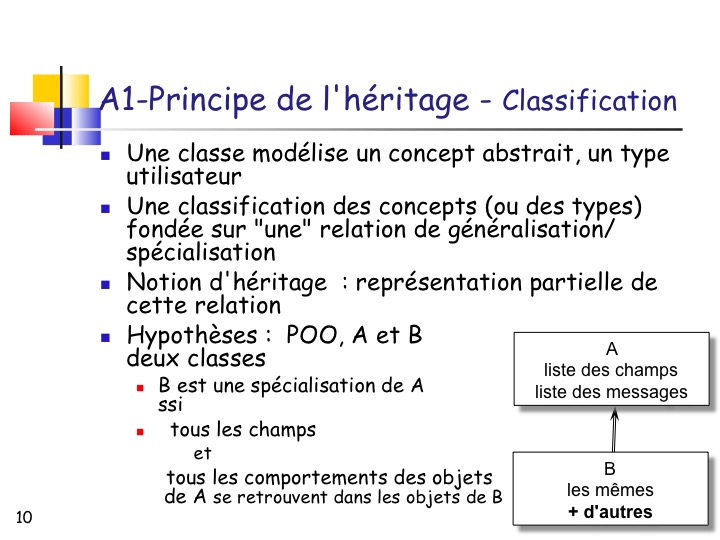 A1-Principe de l'héritage - Classification
Une classe modélise un concept abstrait, un type
utilisateur
Une classification des concepts (ou des types)
fondée sur "une" relation de généralisation/
spécialisation
Notion d'héritage : représentation partielle de
cette relation
Hypothèses : POO, A et B
deux classes
B est une spécialisation de A
ssi
tous les champs
et
tous les comportements des objets
de A se retrouvent dans les objets de B
A
liste des champs
liste des messages
B
les mêmes
+ d'autres
10